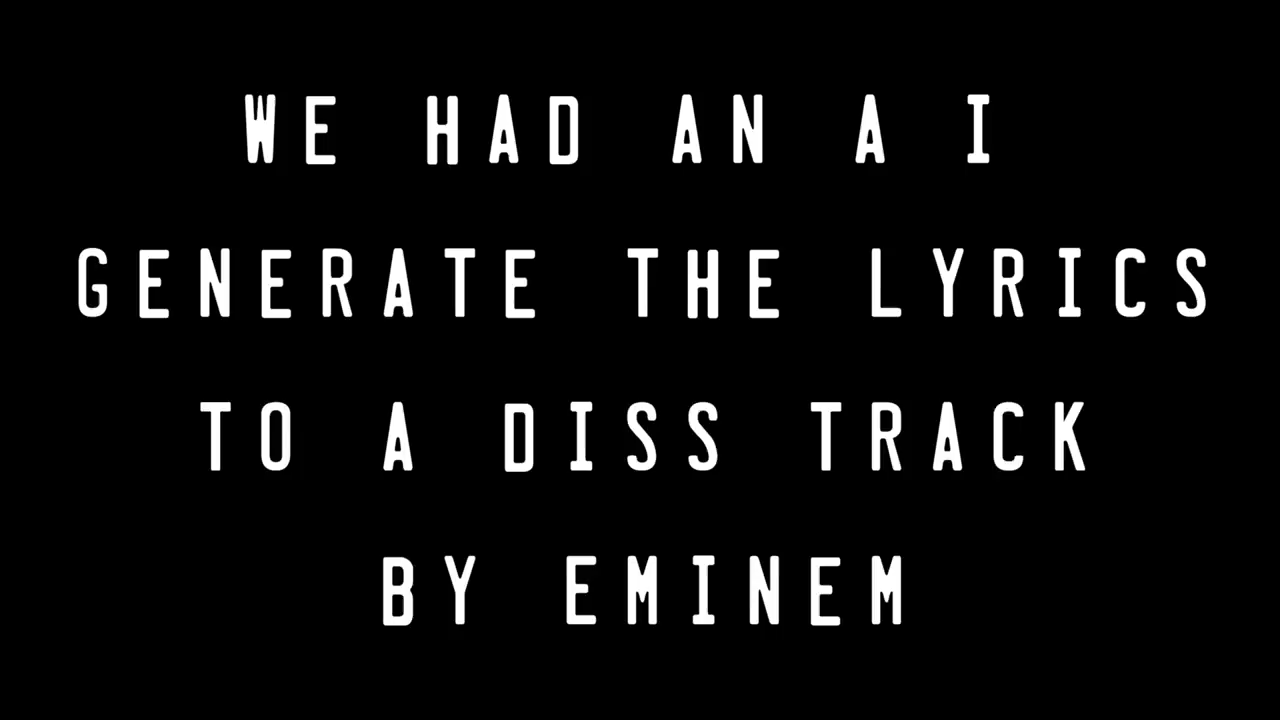 WE HAD AN A I
GENERATE THE LYRICS
TO A DISS TRACK
BY EMINEM